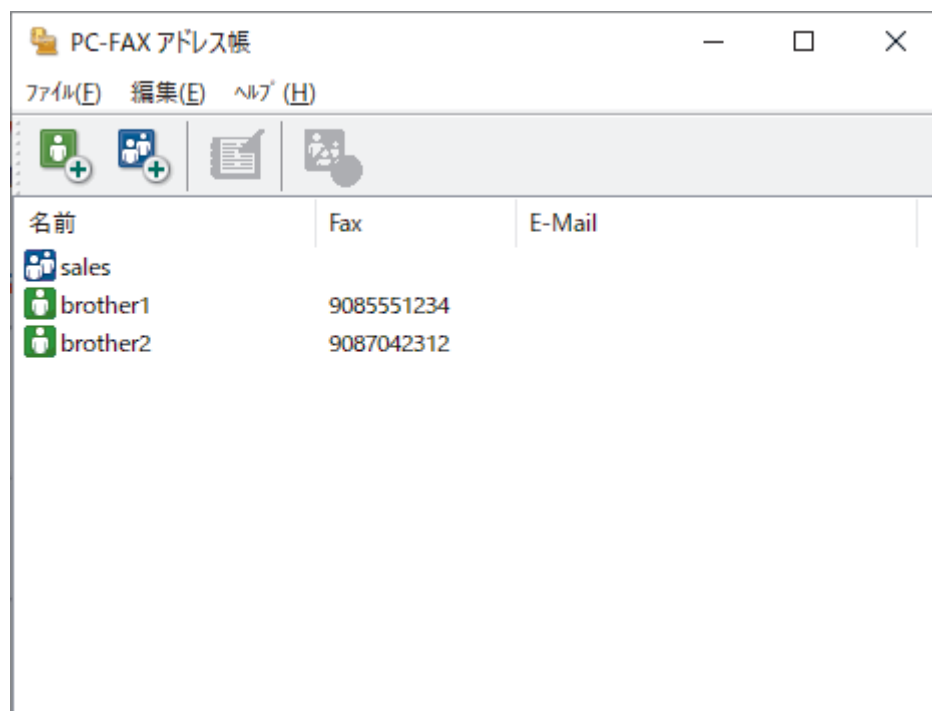 PC-FAX アドレス帳
ﾌｧｲﾙ(F) 編集(E) ﾍﾙﾌﾟ(H)
名前 Fax E-Mail
sales
brother1 9085551234
brother2 9087042312